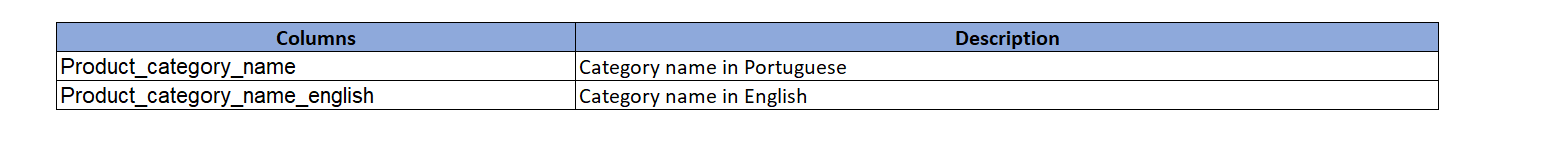 Columns Description
Product_category_name Category name in Portuguese
Product_category_name_english Category name in English